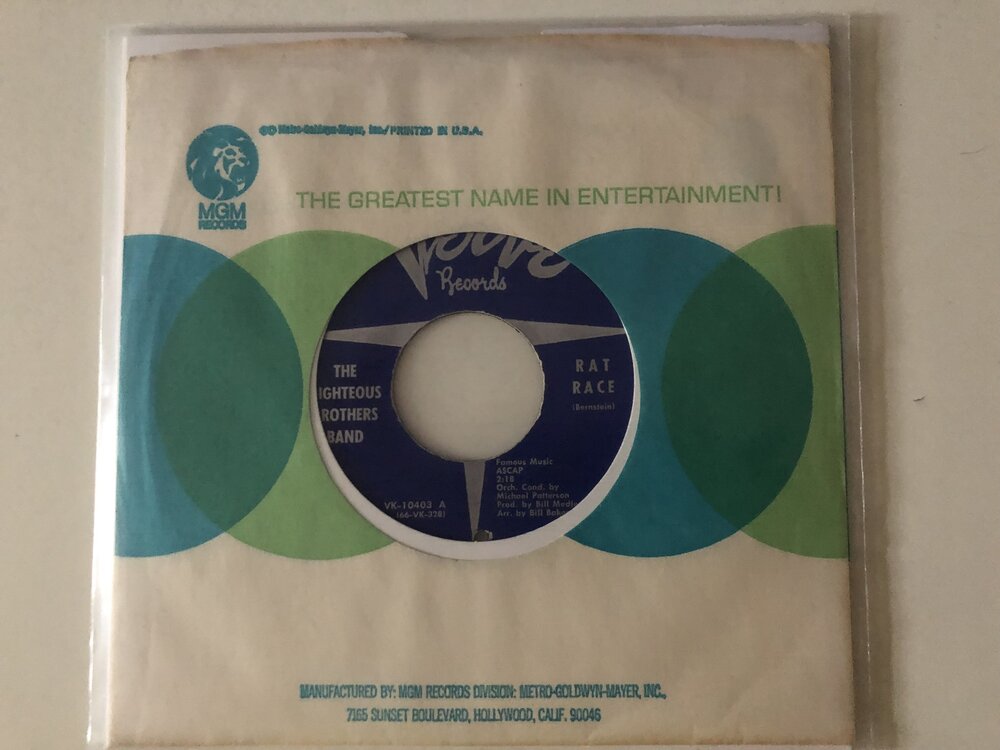 ℗© Metro-Goldwyn-Mayer, Inc./PRINTED IN U.S.A.
MGM
RECORDS
THE GREATEST NAME IN ENTERTAINMENT!
Records
THE
IGHTEOUS
ROTHERS
BAND
RAT
RACE
(Bernstein)
Famous Music
ASCAP
2:18
Orch. Cond. by
Michael Patterson
Prod. by Bill Medl
Arr. by Bill Bake
VK-10403 A
(66-VK-328)
MANUFACTURED BY: MGM RECORDS DIVISION: METRO-GOLDWYN-MAYER, INC.,
7165 SUNSET BOULEVARD, HOLLYWOOD, CALIF. 90046